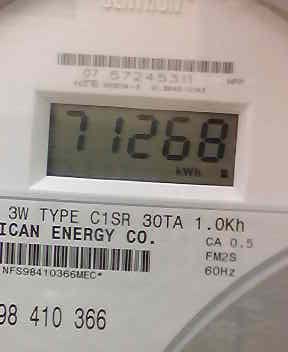 CENTRON
07 57245311
71268
kWh
3W TYPE C1SR 30TA 1.0Kh
ICAN ENERGY CO.
CA 0.5
FM2S
NFS98410366MEC*
60Hz
98 410 366